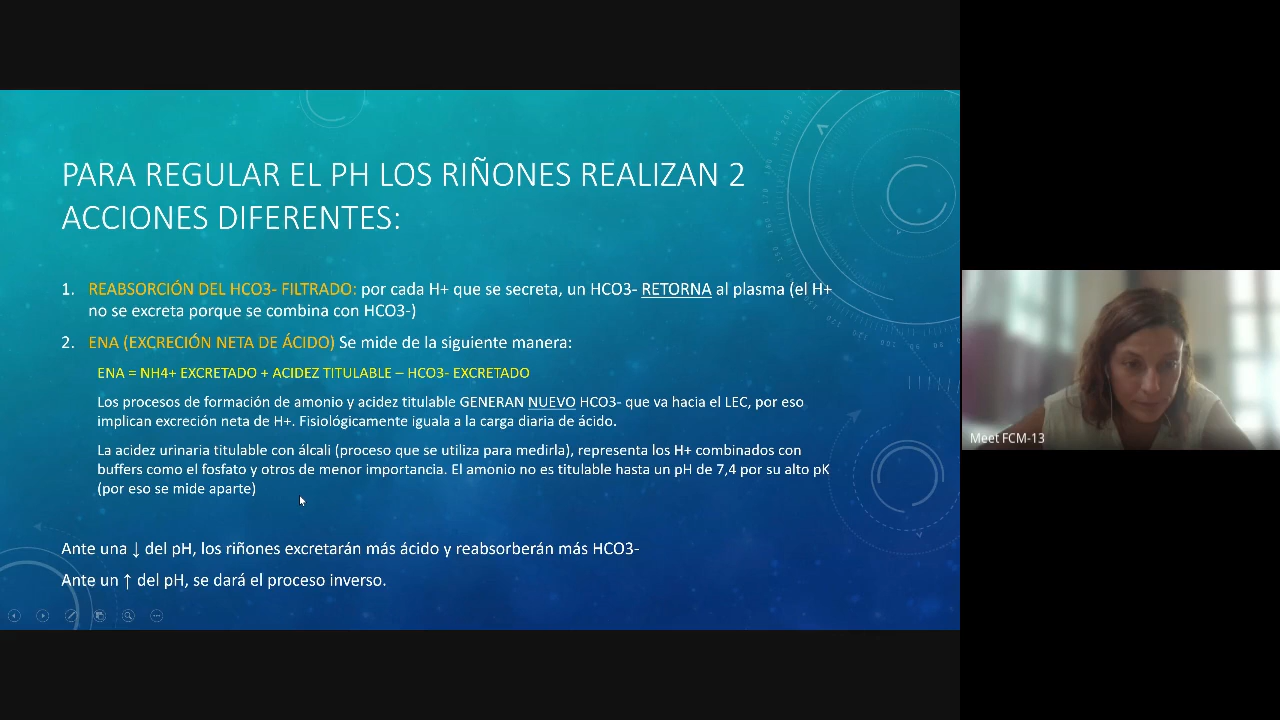 PARA REGULAR EL PH LOS RIÑONES REALIZAN 2
ACCIONES DIFERENTES:
1. REABSORCIÓN DEL HCO3- FILTRADO: por cada H+ que se secreta, un HCO3- RETORNA al plasma (el H+
no se excreta porque se combina con HCO3-)
2. ENA (EXCRECIÓN NETA DE ÁCIDO) Se mide de la siguiente manera:
ENA = NH4+ EXCRETADO + ACIDEZ TITULABLE – HCO3- EXCRETADO
Los procesos de formación de amonio y acidez titulable GENERAN NUEVO HCO3- que va hacia el LEC, por eso
implican excreción neta de H+. Fisiológicamente iguala a la carga diaria de ácido.
La acidez urinaria titulable con álcali (proceso que se utiliza para medirla), representa los H+ combinados con
buffers como el fosfato y otros de menor importancia. El amonio no es titulable hasta un pH de 7,4 por su alto pK
(por eso se mide aparte)
Ante una ↓ del pH, los riñones excretarán más ácido y reabsorberán más HCO3-
Ante un ↑ del pH, se dará el proceso inverso.
Meet FCM-13